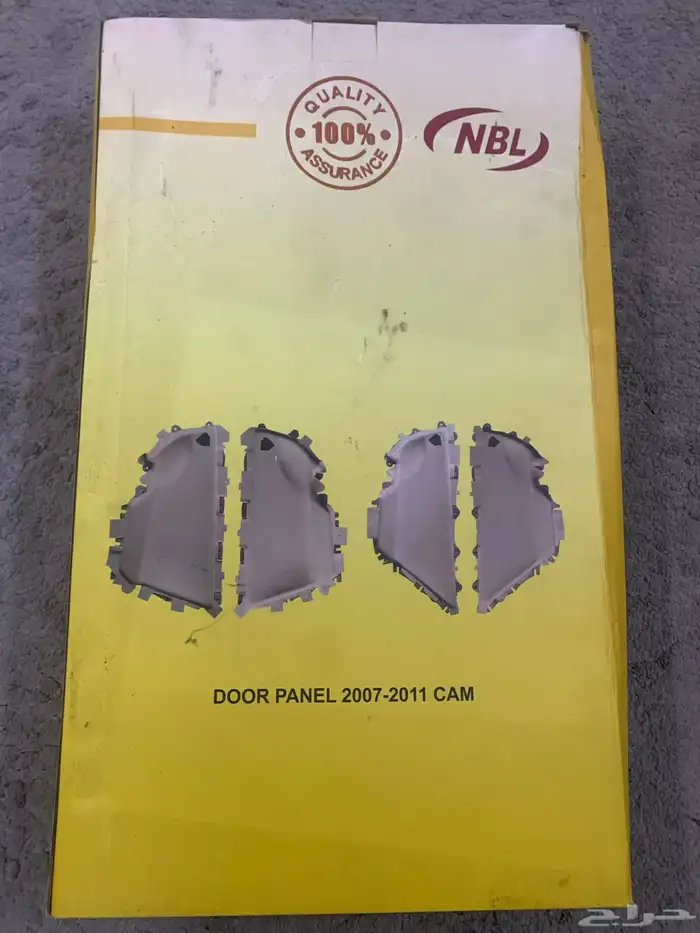 QUALITY
100%
ASSURANCE
NBL
DOOR PANEL 2007-2011 CAM
حراج